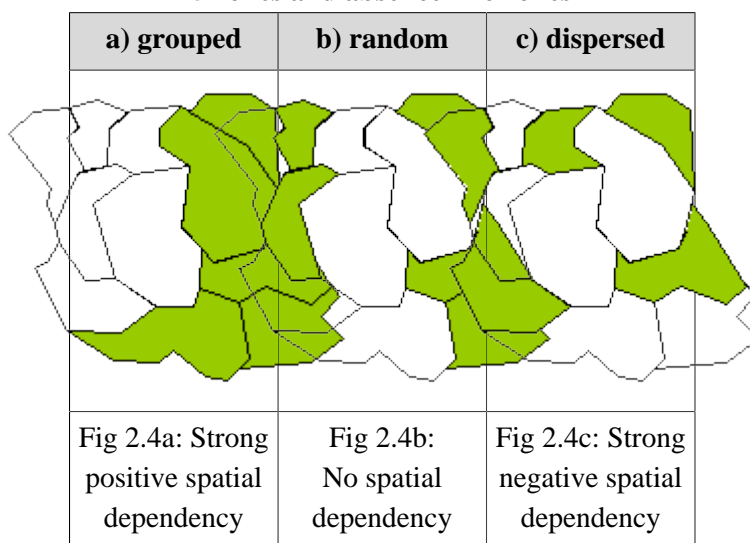 a) grouped
b) random
c) dispersed
Fig 2.4a: Strong
positive spatial
dependency
Fig 2.4b:
No spatial
dependency
Fig 2.4c: Strong
negative spatial
dependency